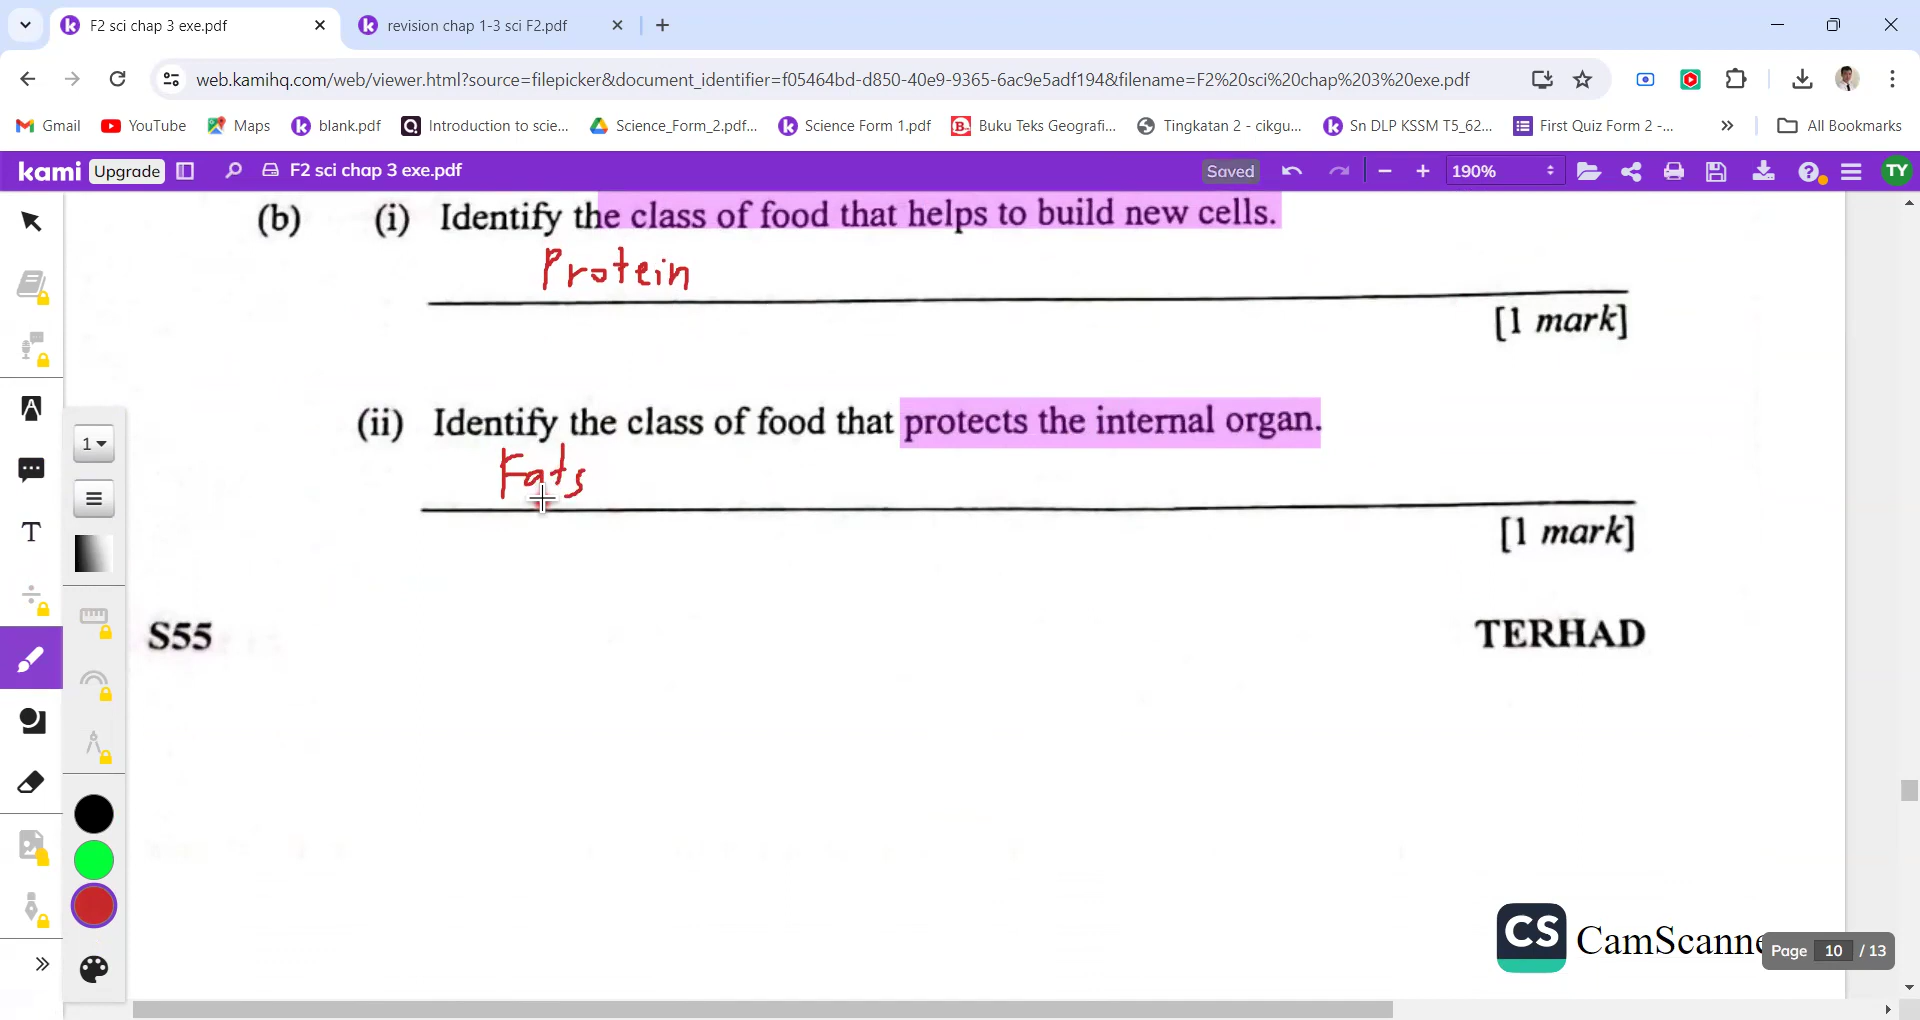 F2 sci chap 3 exe.pdf
revision chap 1-3 sci F2.pdf
web.kamihq.com/web/viewer.html?source=filepicker&document_identifier=f05464bd-d850-40e9-9365-6ac9e5adf194&filename=F2%20sci%20chap%203%20exe.pdf
Gmail YouTube Maps blank.pdf Introduction to scie... Science_Form_2.pdf... Science Form 1.pdf Buku Teks Geografi... Tingkatan 2 - cikgu... Sn DLP KSSM T5_62... First Quiz Form 2 -... All Bookmarks
kami Upgrade F2 sci chap 3 exe.pdf Saved 190% TY
(b) (i) Identify the class of food that helps to build new cells.
Protein
[1 mark]
(ii) Identify the class of food that protects the internal organ.
Fats
[1 mark]
1
S55 TERHAD
CS CamScanne
Page 10 / 13